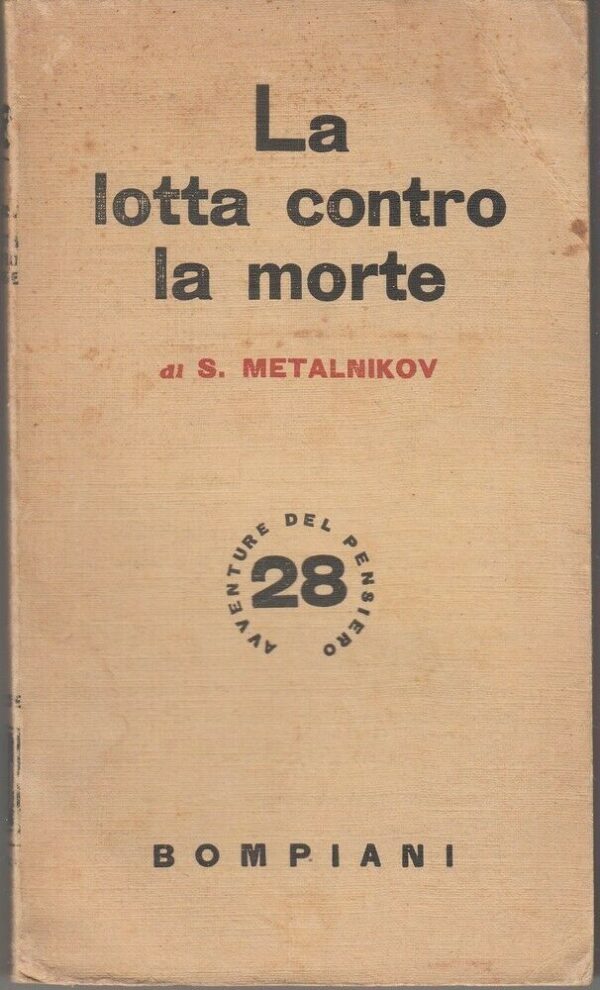 La
lotta contro
la morte
di S. METALNIKOV
AVVENTURE DEL PENSIERO
28
BOMPIANI